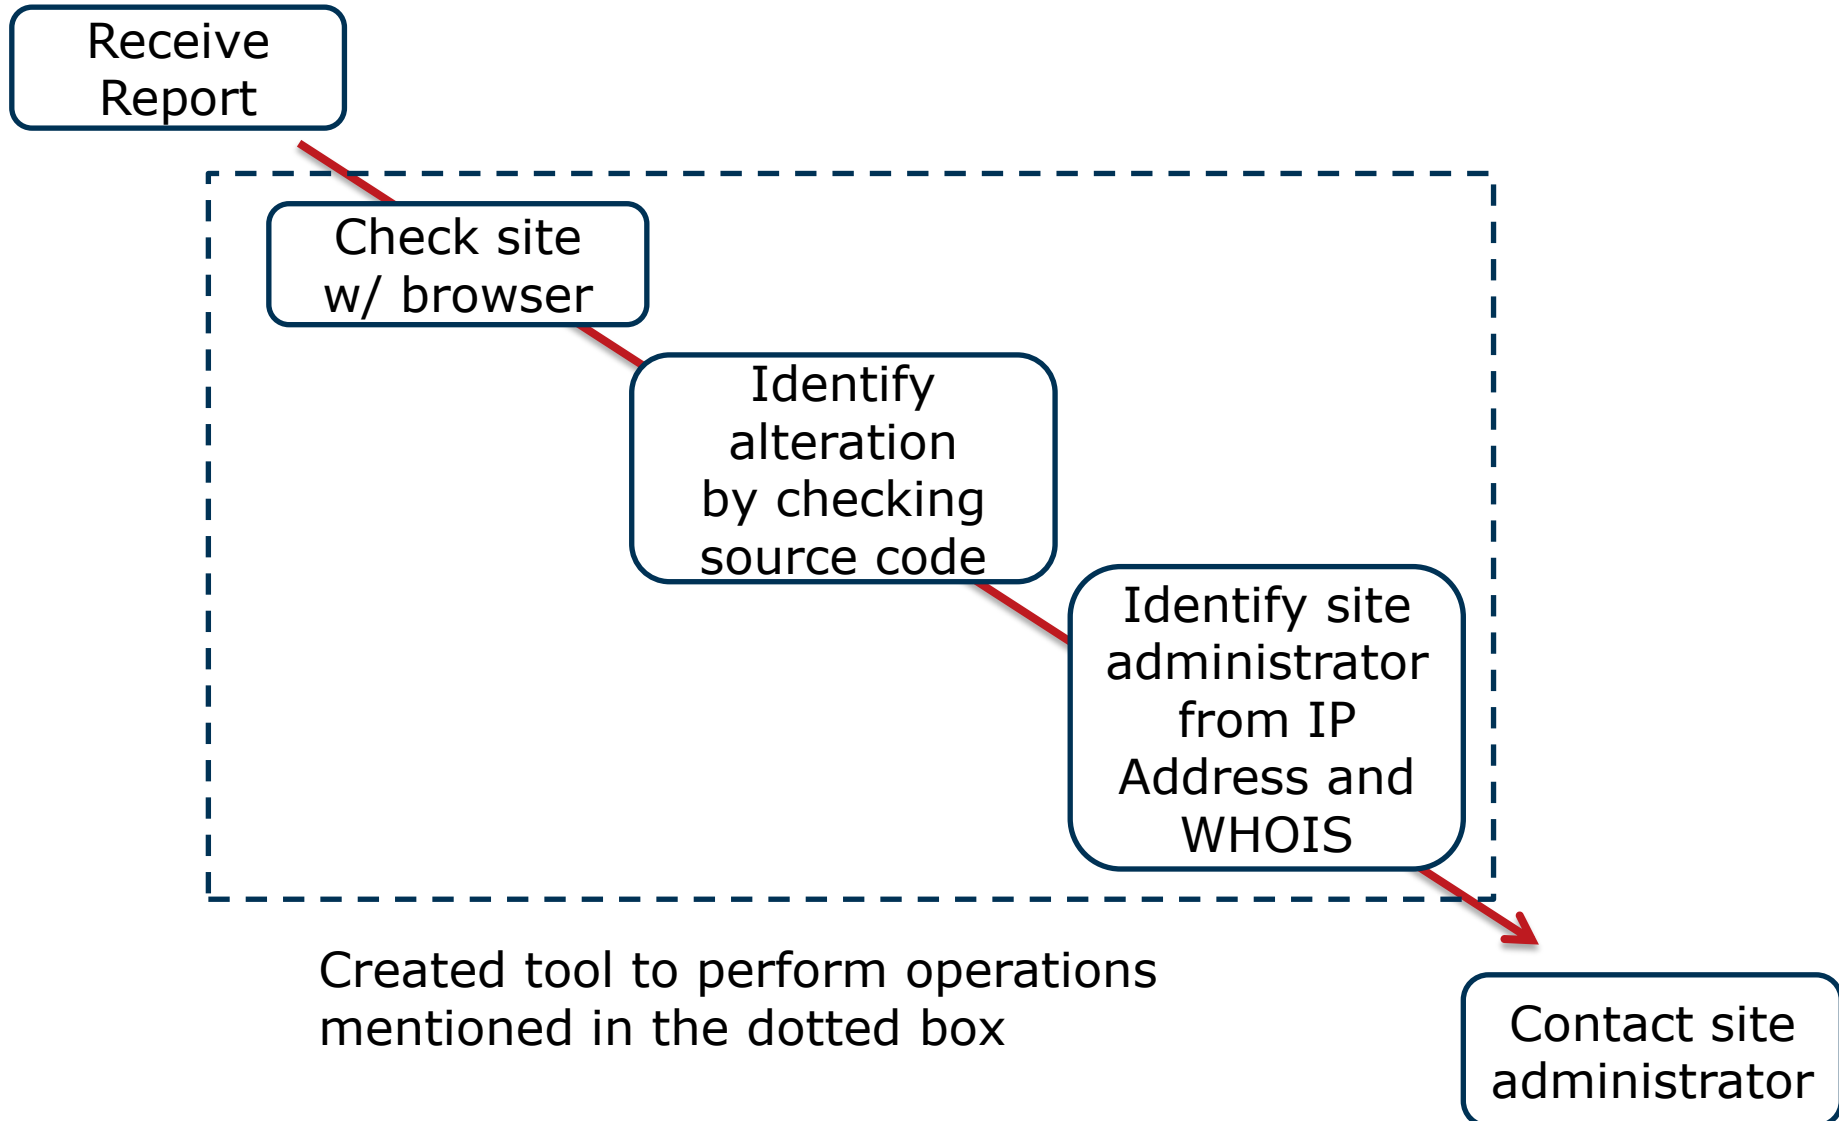 Receive
Report
Check site
w/ browser
Identify
alteration
by checking
source code
Identify site
administrator
from IP
Address and
WHOIS
Created tool to perform operations
mentioned in the dotted box
Contact site
administrator